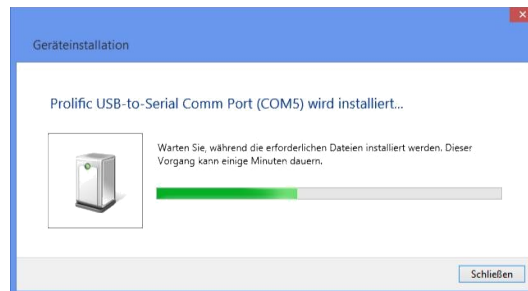 Geräteinstallation
Prolific USB-to-Serial Comm Port (COM5) wird installiert...
Warten Sie, während die erforderlichen Dateien installiert werden. Dieser
Vorgang kann einige Minuten dauern.
Schließen